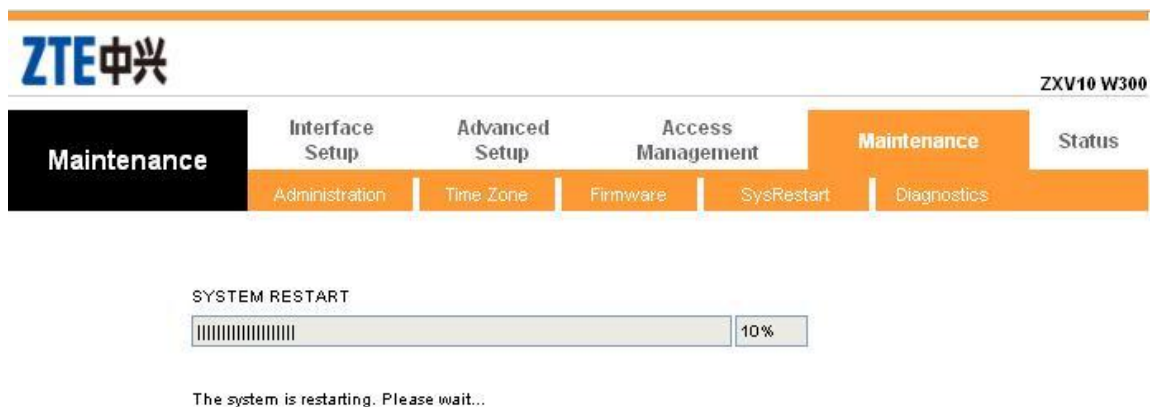 ZTE中兴
ZXV10 W300
Maintenance
Interface Setup
Advanced Setup
Access Management
Maintenance
Status
Administration
Time Zone
Firmware
SysRestart
Diagnostics
SYSTEM RESTART
10%
The system is restarting. Please wait...